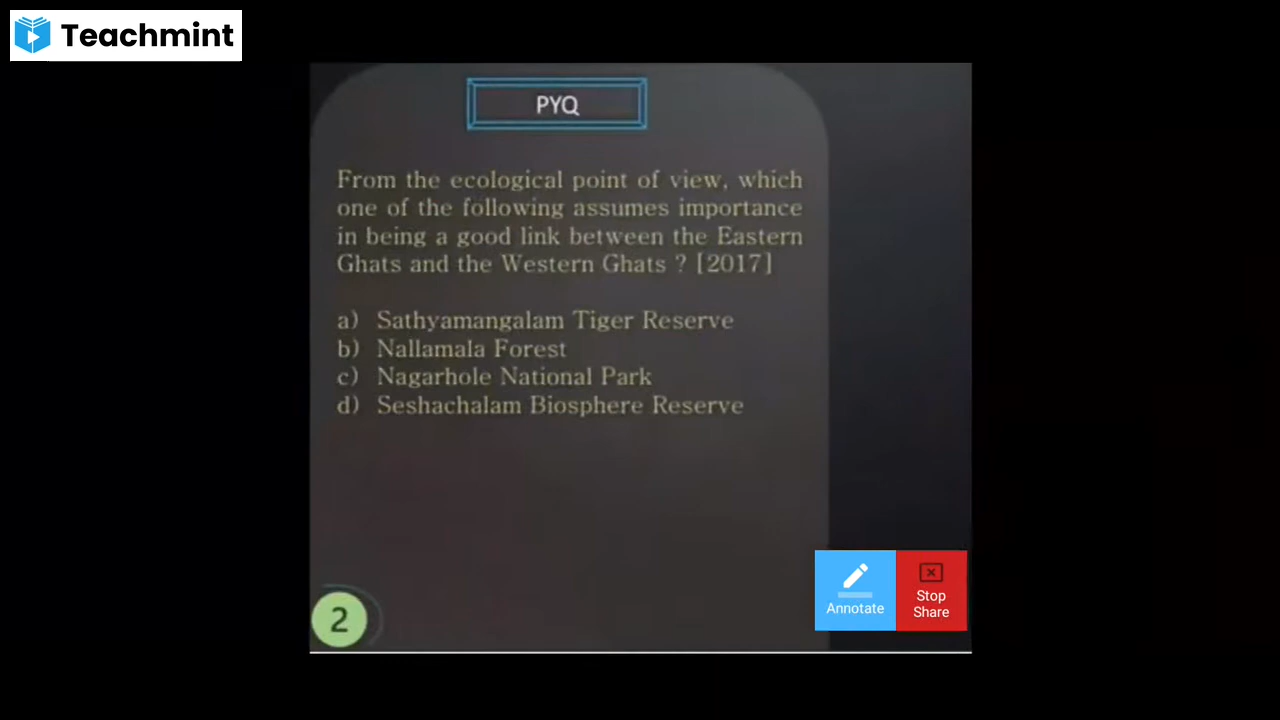 Teachmint
PYQ
From the ecological point of view, which
one of the following assumes importance
in being a good link between the Eastern
Ghats and the Western Ghats ? [2017]
a) Sathyamangalam Tiger Reserve
b) Nallamala Forest
c) Nagarhole National Park
d) Seshachalam Biosphere Reserve
Annotate
Stop
Share
2